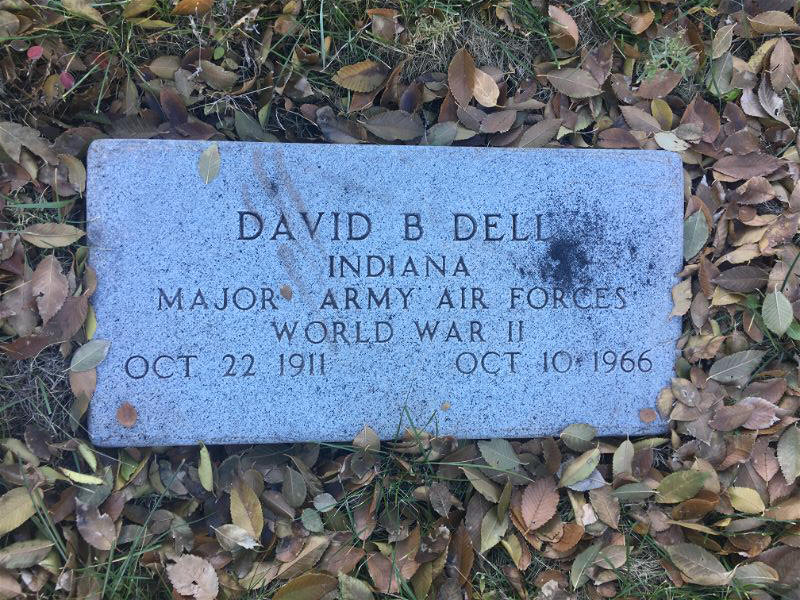 DAVID B DELL
INDIANA
MAJOR ARMY AIR FORCES
WORLD WAR II
OCT 22 1911 OCT 10 1966